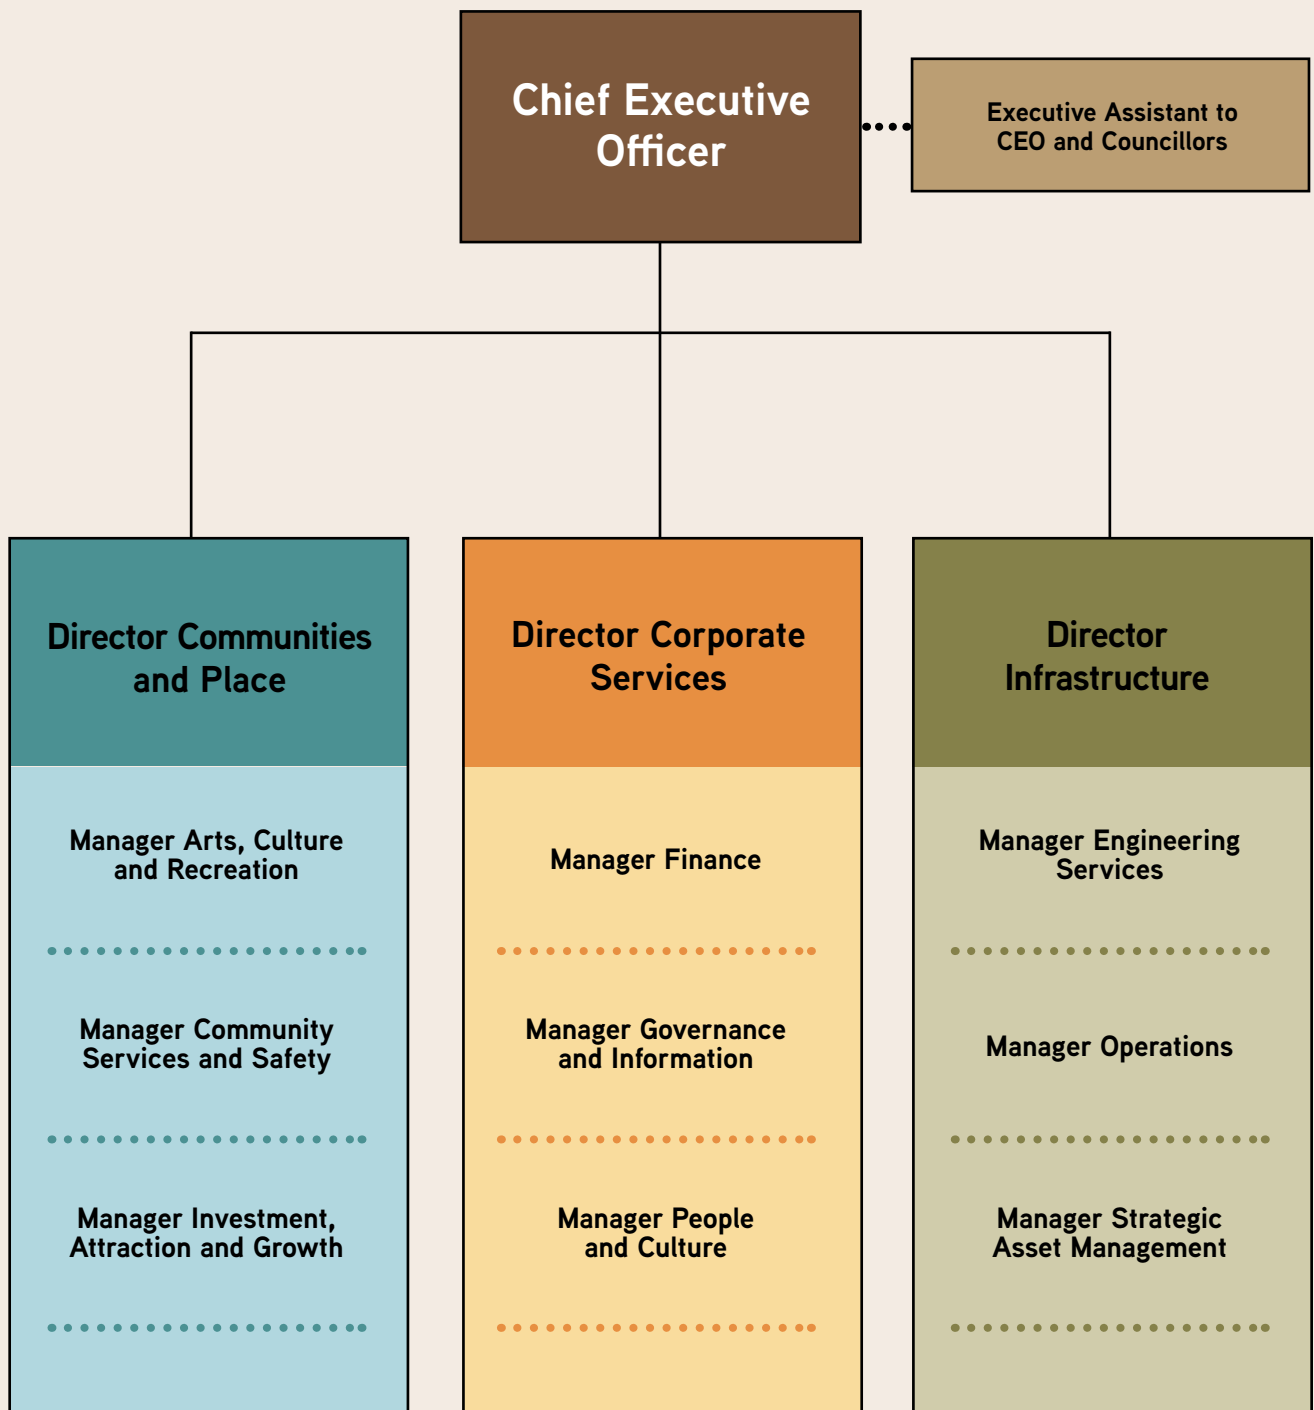 Chief Executive
Officer
Executive Assistant to
CEO and Councillors
Director Communities
and Place
Manager Arts, Culture
and Recreation
Manager Community
Services and Safety
Manager Investment,
Attraction and Growth
Director Corporate
Services
Manager Finance
Manager Governance
and Information
Manager People
and Culture
Director
Infrastructure
Manager Engineering
Services
Manager Operations
Manager Strategic
Asset Management